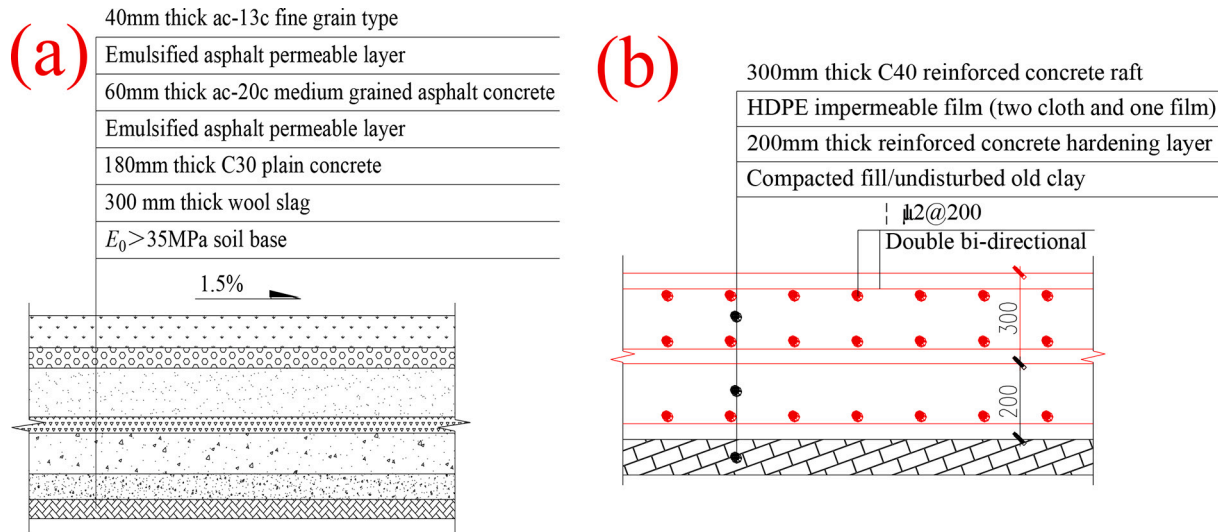 (a)
40mm thick ac-13c fine grain type
Emulsified asphalt permeable layer
60mm thick ac-20c medium grained asphalt concrete
Emulsified asphalt permeable layer
180mm thick C30 plain concrete
300 mm thick wool slag
E₀>35MPa soil base
1.5%
(b)
300mm thick C40 reinforced concrete raft
HDPE impermeable film (two cloth and one film)
200mm thick reinforced concrete hardening layer
Compacted fill/undisturbed old clay
2@200
Double bi-directional
300
200